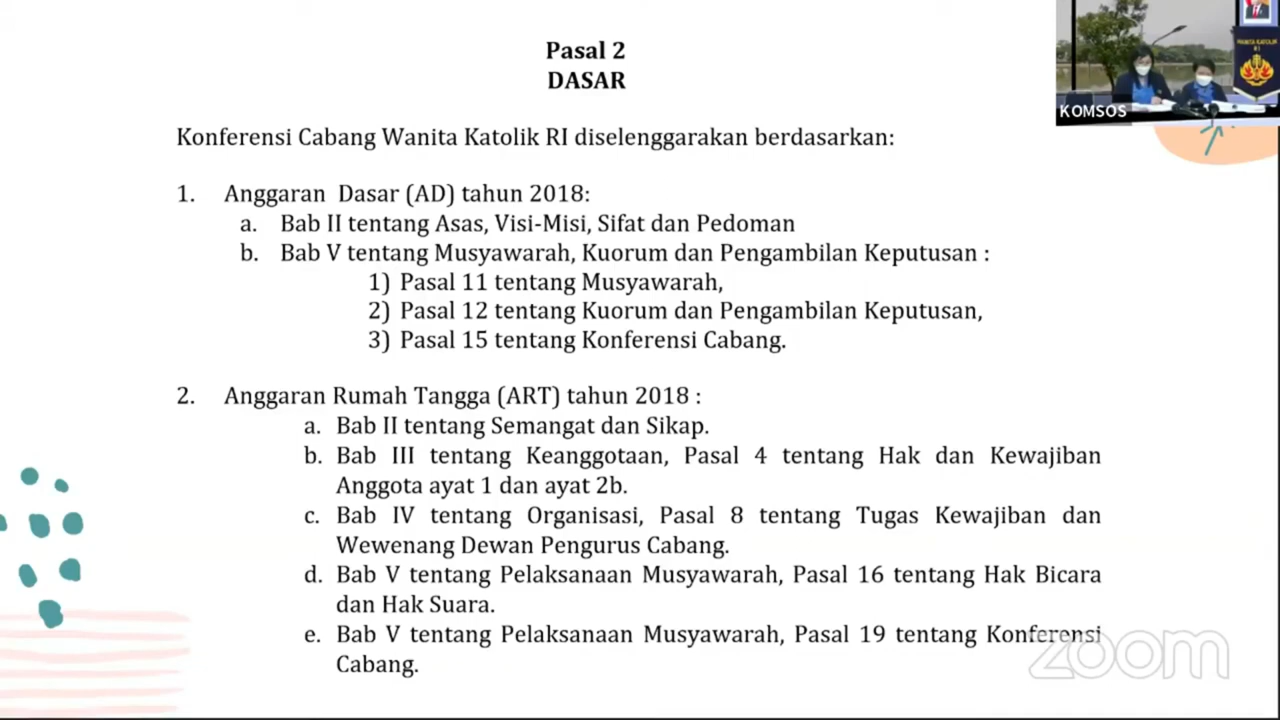 Pasal 2
DASAR
Konferensi Cabang Wanita Katolik RI diselenggarakan berdasarkan:
1. Anggaran Dasar (AD) tahun 2018:
a. Bab II tentang Asas, Visi-Misi, Sifat dan Pedoman
b. Bab V tentang Musyawarah, Kuorum dan Pengambilan Keputusan :
1) Pasal 11 tentang Musyawarah,
2) Pasal 12 tentang Kuorum dan Pengambilan Keputusan,
3) Pasal 15 tentang Konferensi Cabang.
2. Anggaran Rumah Tangga (ART) tahun 2018 :
a. Bab II tentang Semangat dan Sikap.
b. Bab III tentang Keanggotaan, Pasal 4 tentang Hak dan Kewajiban
Anggota ayat 1 dan ayat 2b.
c. Bab IV tentang Organisasi, Pasal 8 tentang Tugas Kewajiban dan
Wewenang Dewan Pengurus Cabang.
d. Bab V tentang Pelaksanaan Musyawarah, Pasal 16 tentang Hak Bicara
dan Hak Suara.
e. Bab V tentang Pelaksanaan Musyawarah, Pasal 19 tentang Konferensi
Cabang.
WANITA KATOLIK
RI
KOMSOS
zoom